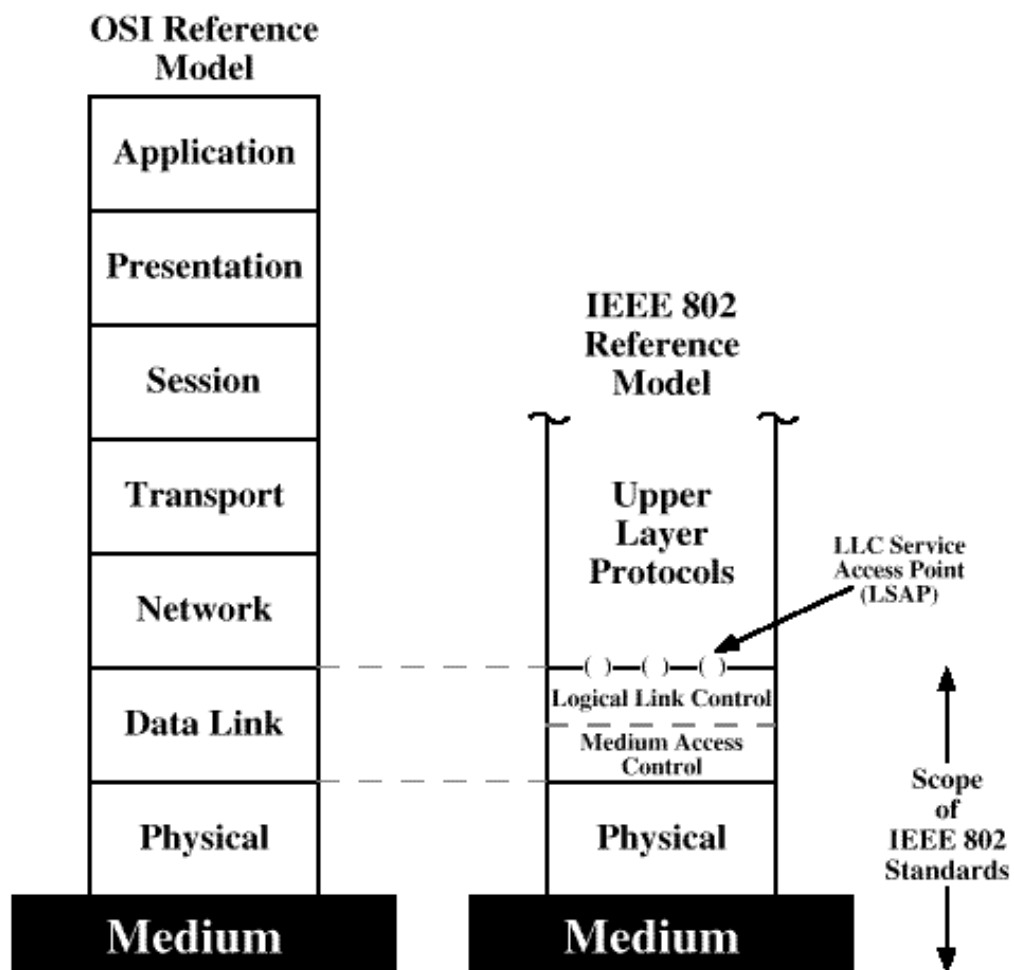 OSI Reference
Model
Application
Presentation
Session
Transport
Network
Data Link
Physical
Medium
IEEE 802
Reference
Model
Upper
Layer
Protocols
LLC Service
Access Point
(LSAP)
Logical Link Control
Medium Access
Control
Physical
Medium
Scope
of
IEEE 802
Standards